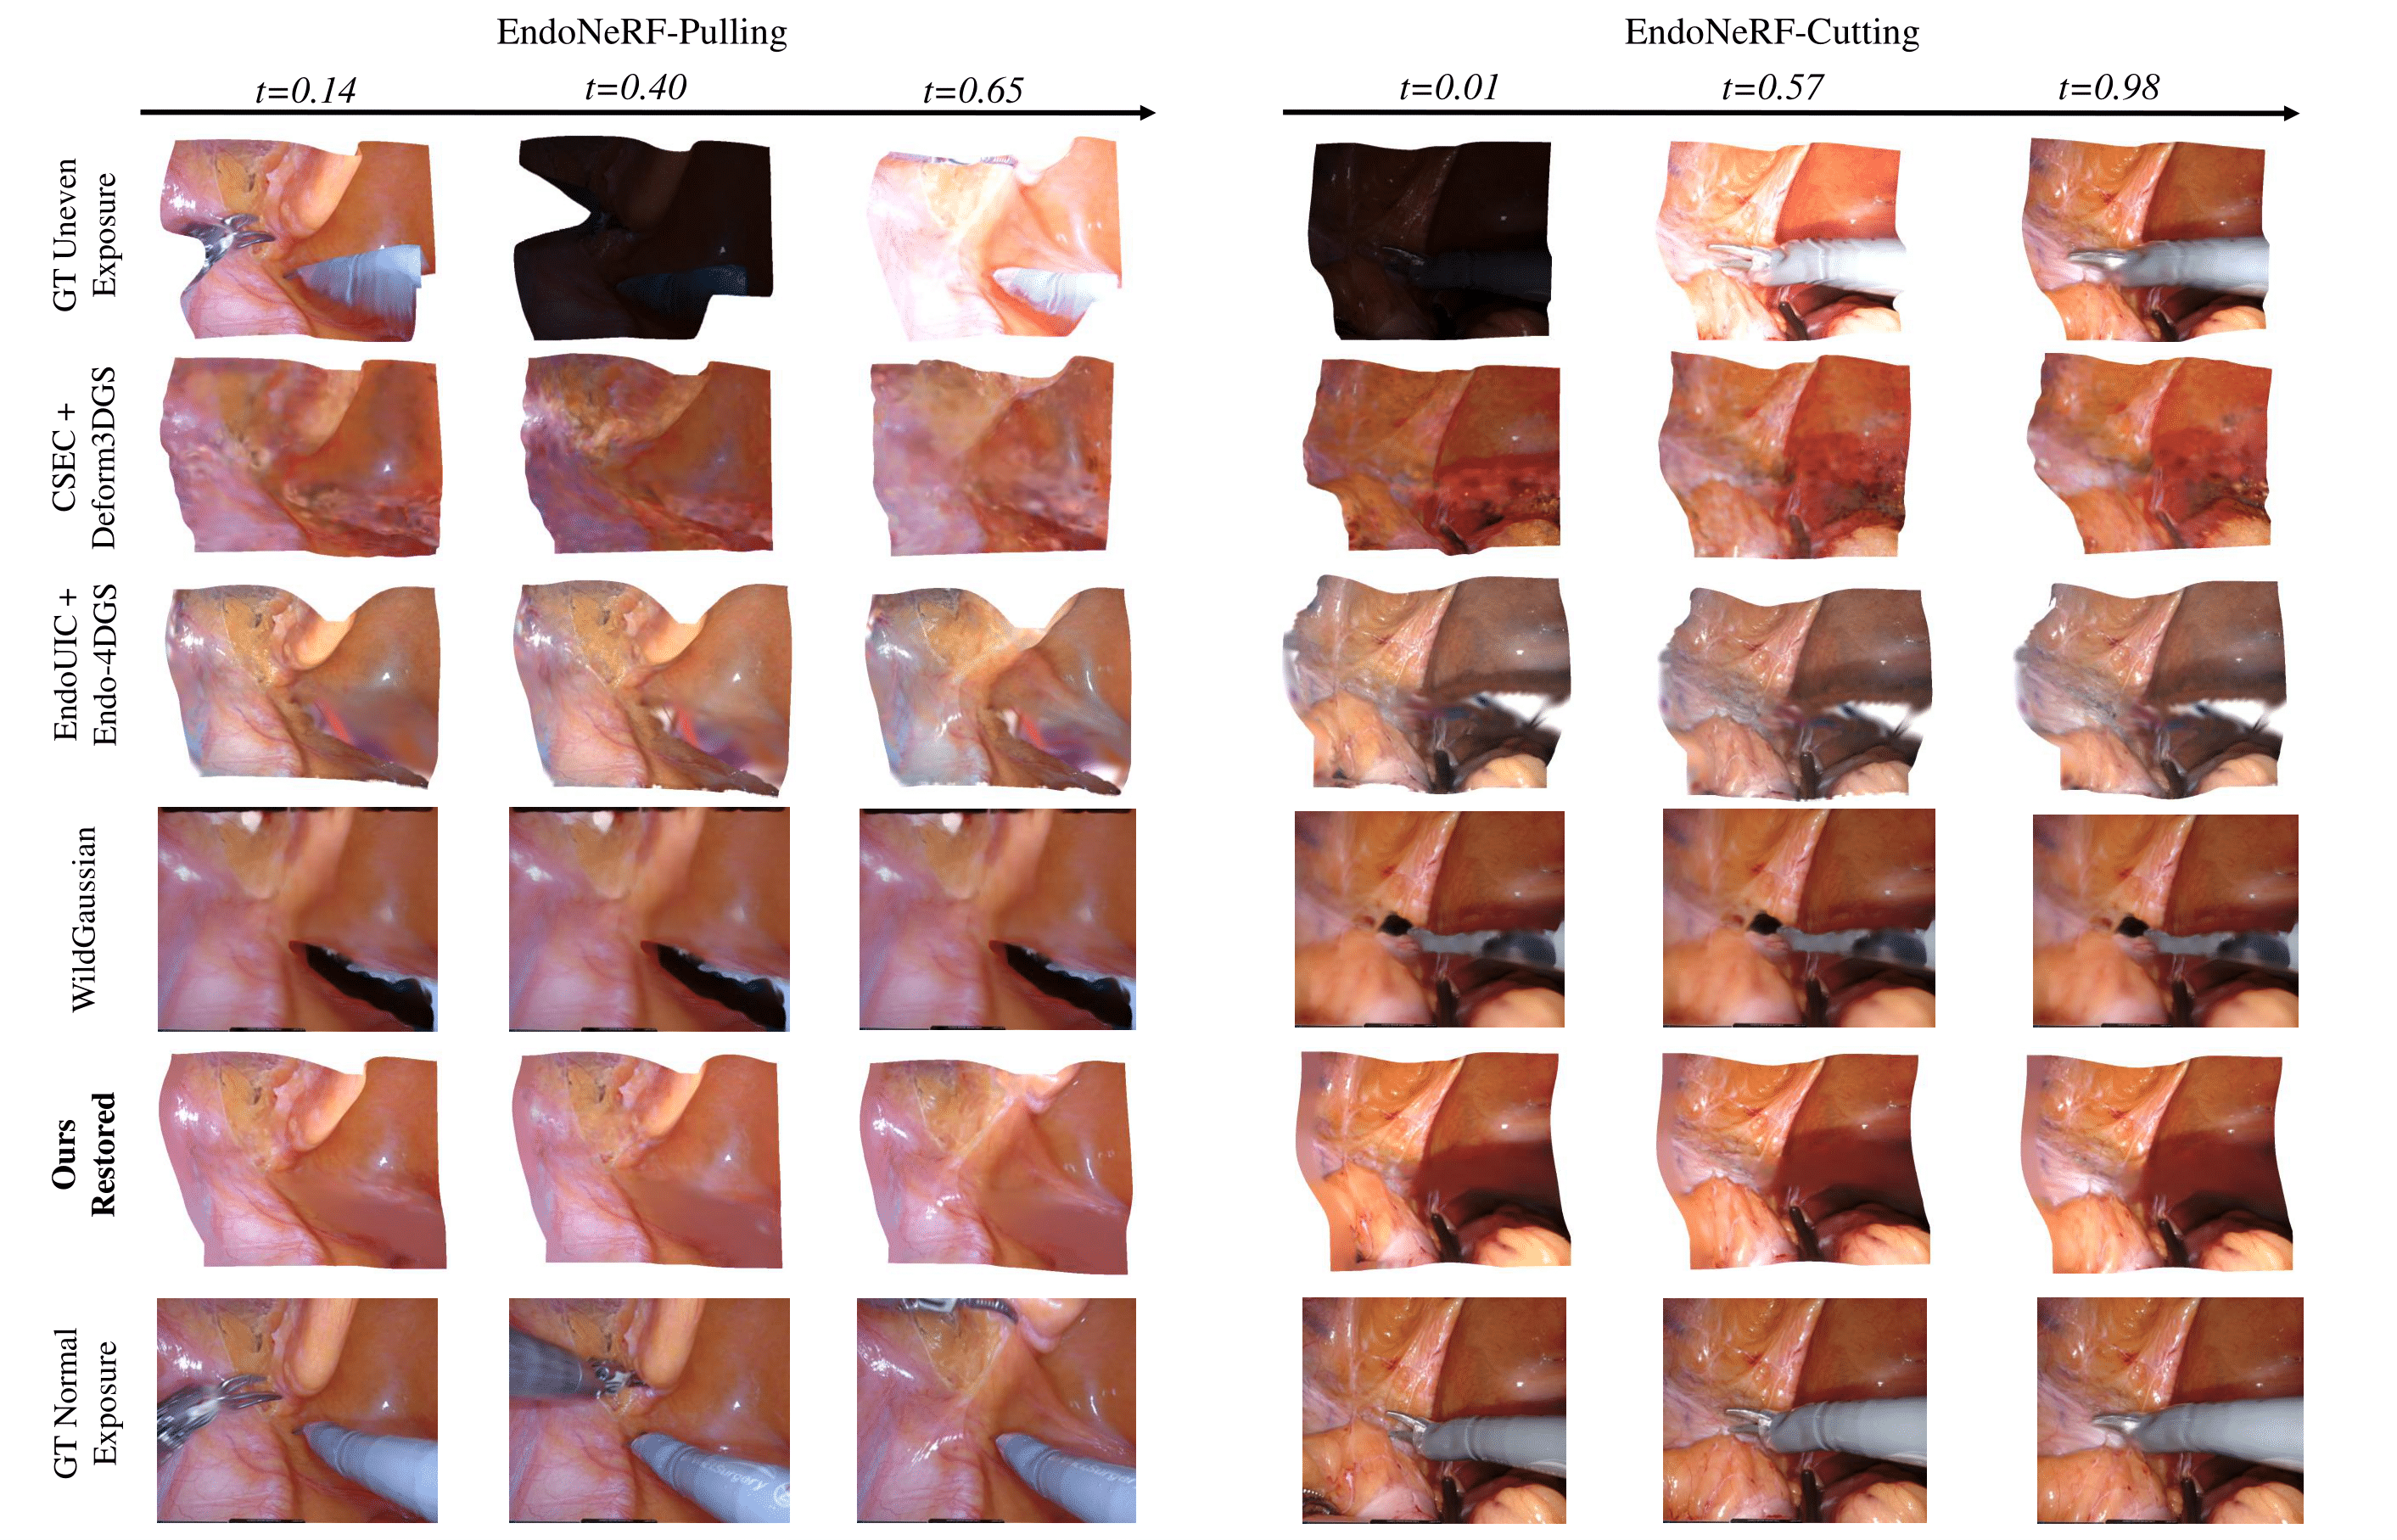 EndoNeRF-Pulling
EndoNeRF-Cutting
t=0.14
t=0.40
t=0.65
t=0.01
t=0.57
t=0.98
GT Uneven
Exposure
CSEC +
Deform3DGS
EndoUIC +
Endo-4DGS
WildGaussian
Ours
Restored
GT Normal
Exposure